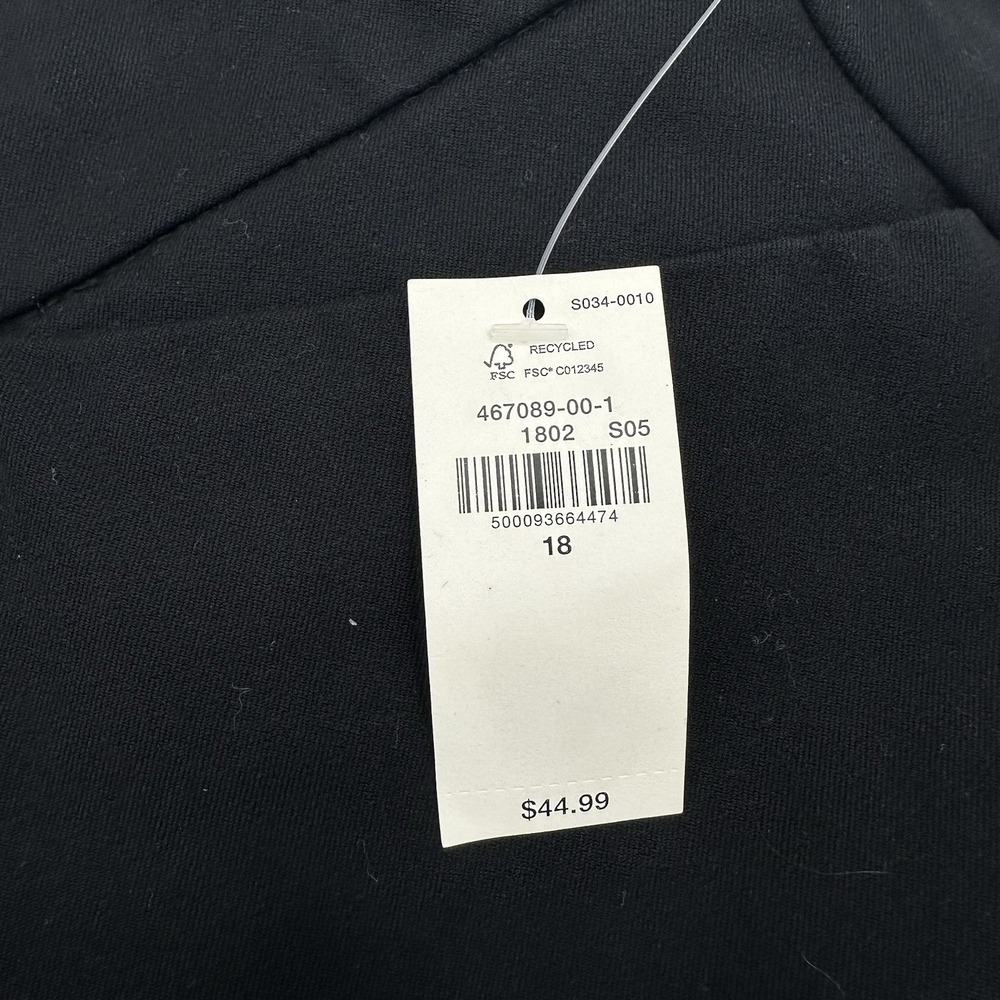 S034-0010
RECYCLED
FSC FSC® C012345
467089-00-1
1802 S05
500093664474
18
$44.99